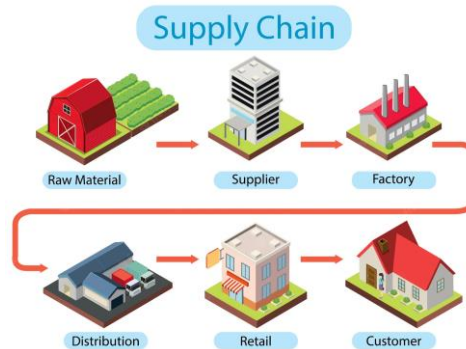 Supply Chain
Raw Material
Supplier
Factory
Distribution
Retail
Customer